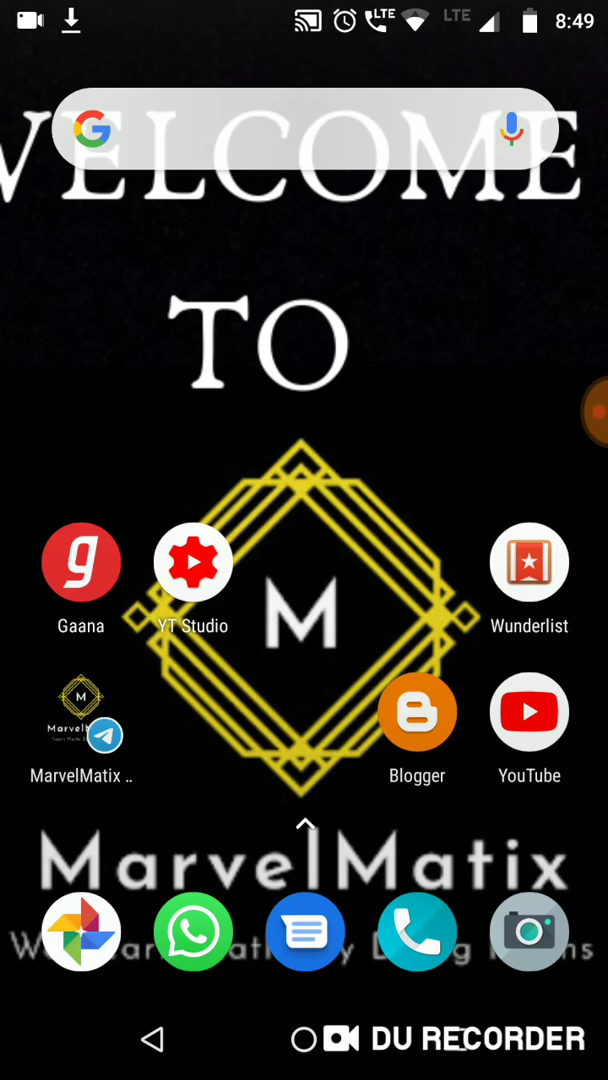 LTE LTE 8:49
WELCOME
TO
M
Gaana YT Studio Wunderlist
M
MarvelMatix .. Blogger YouTube
MarvelMatix
DU RECORDER